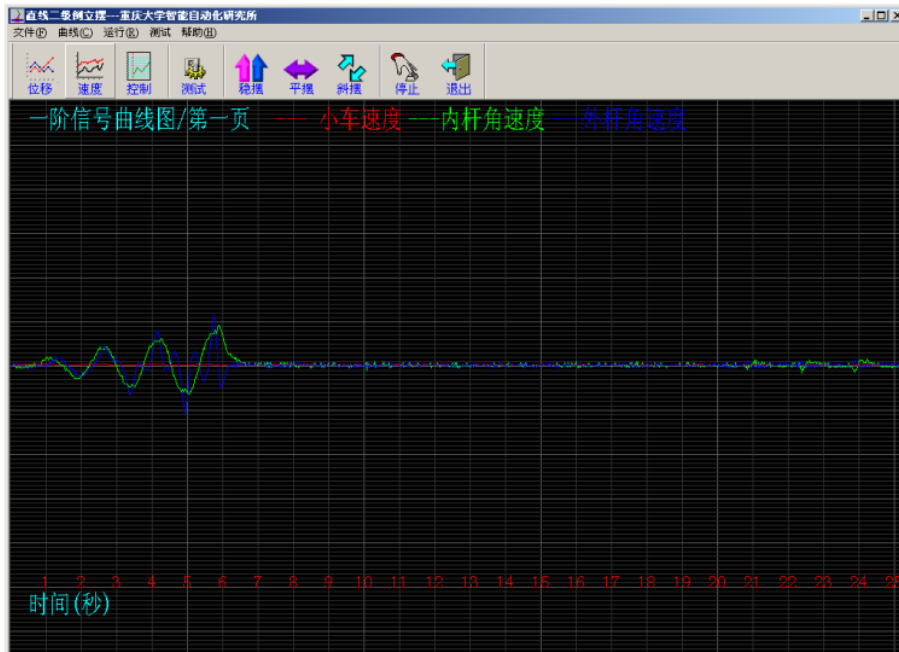 直线二级倒立摆---重庆大学智能自动化研究所
文件(F) 曲线(C) 运行(R) 测试 帮助(H)
位移 速度 控制 测试 稳摆 平摆 斜摆 停止 退出
一阶信号曲线图/第一页 --- 小车速度 ---内杆角速度 ---外杆角速度
1 2 3 4 5 6 7 8 9 10 11 12 13 14 15 16 17 18 19 20 21 22 23 24 25
时间(秒)